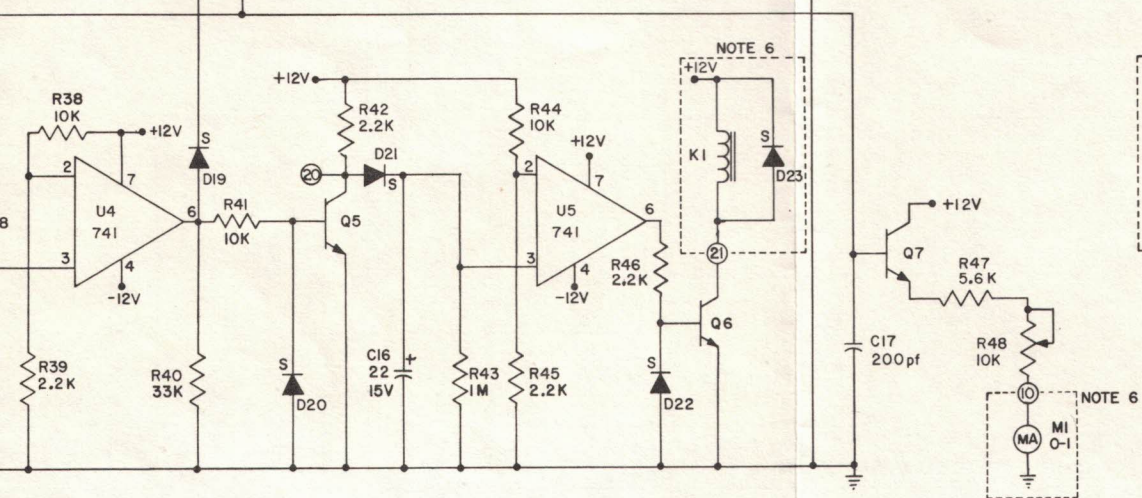 NOTE 6
+12V
+12V
R38
10K
+12V
R42
2.2K
R44
10K
+12V
S
K1
S
D23
2
7
S
D19
20
D21
S
2
7
U4
741
6
R41
10K
Q5
U5
741
6
+12V
8
3
4
-12V
3
4
-12V
R46
2.2K
21
Q7
R47
5.6K
Q6
R39
2.2K
R40
33K
S
D20
C16
22
15V
+
R43
1M
R45
2.2K
S
D22
C17
200pf
R48
10K
10
NOTE 6
MA
M1
0-1